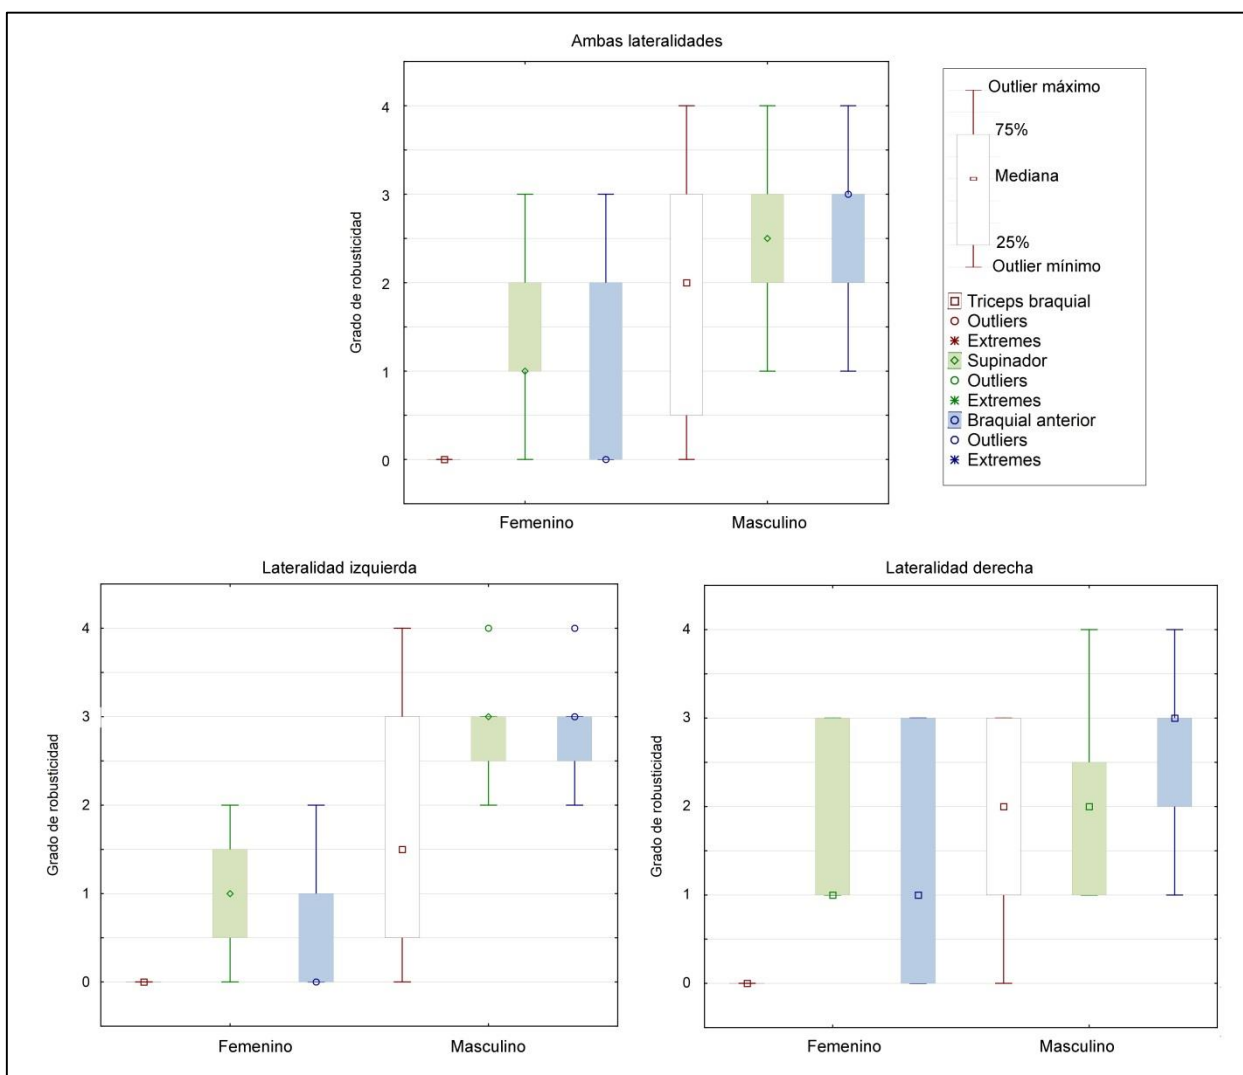 Ambas lateralidades
Grado de robusticidad
4
3
2
1
0
Femenino
Masculino
Outlier máximo
75%
Mediana
25%
Outlier mínimo
Triceps braquial
Outliers
Extremes
Supinador
Outliers
Extremes
Braquial anterior
Outliers
Extremes
Lateralidad izquierda
Grado de robusticidad
4
3
2
1
0
Femenino
Masculino
Lateralidad derecha
Grado de robusticidad
4
3
2
1
0
Femenino
Masculino